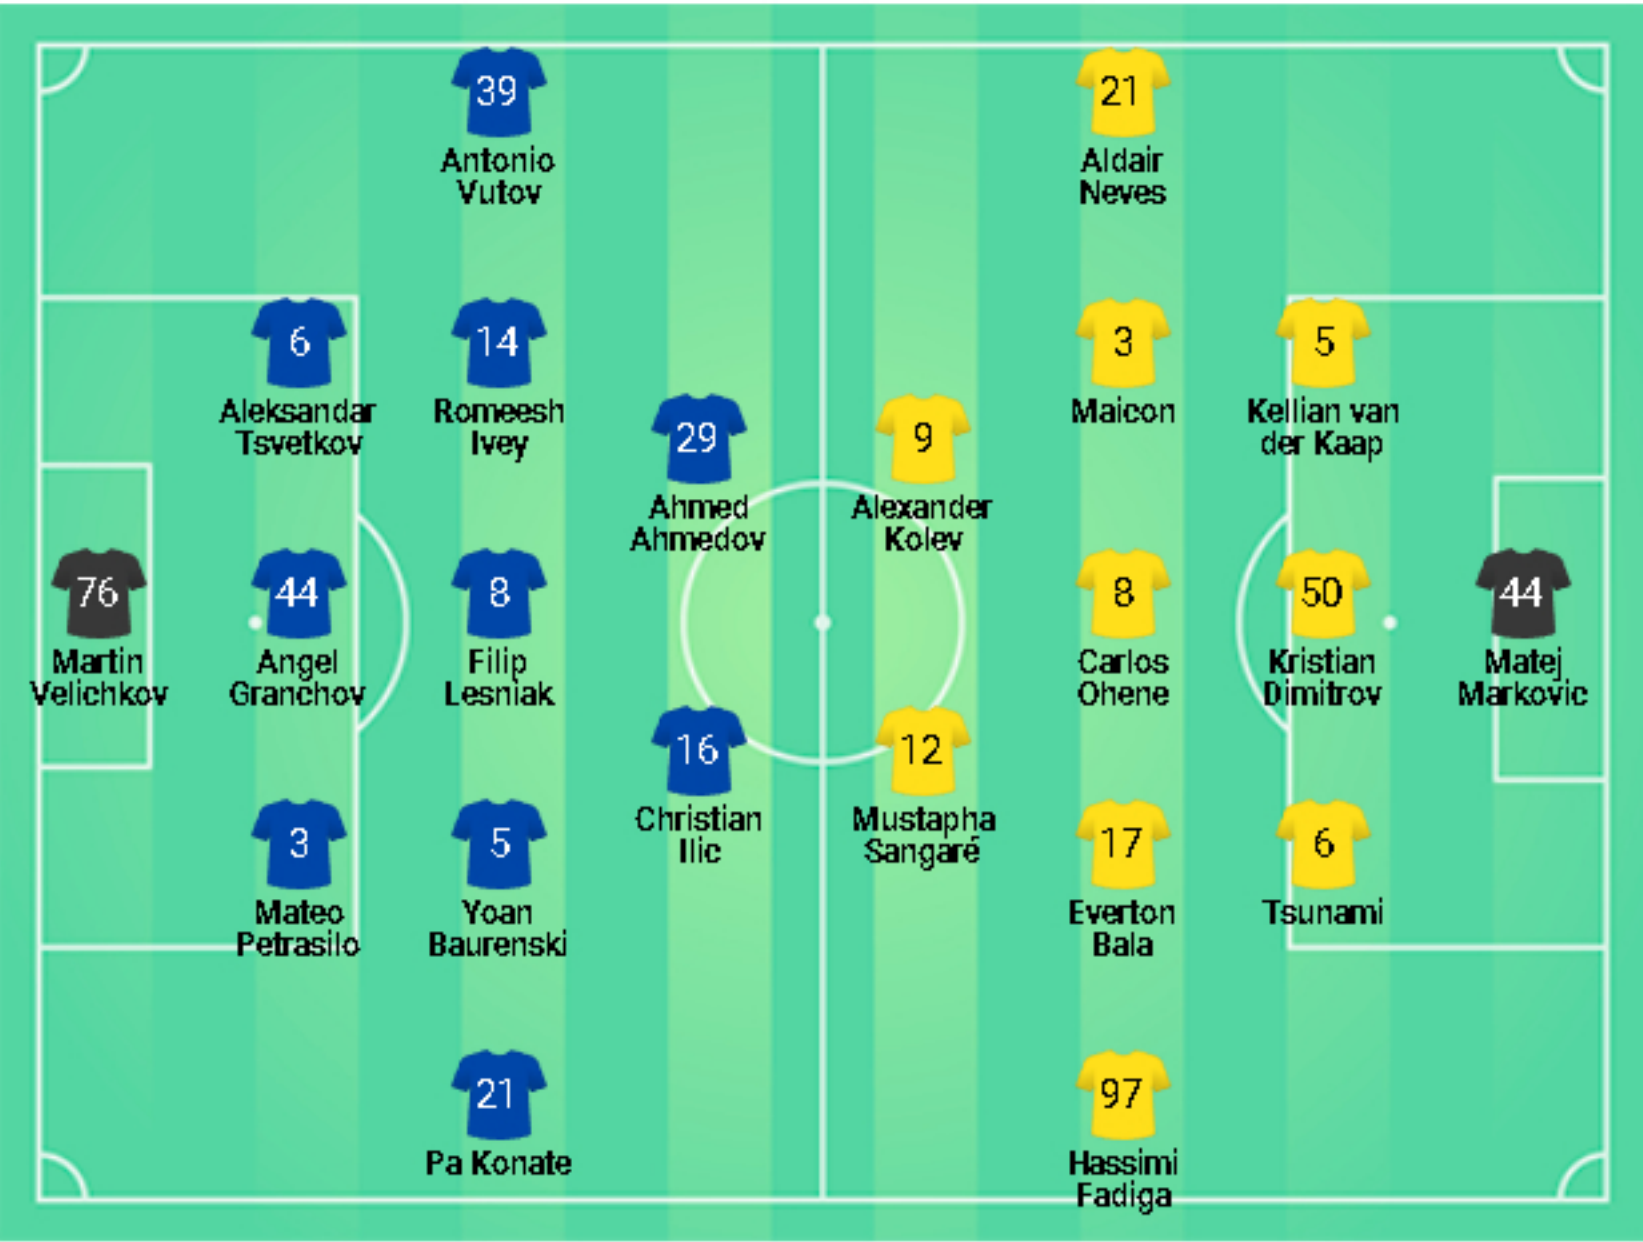 39
Antonio
Vutov
21
Aldair
Neves
6
Aleksandar
Tsvetkov
14
Romeesh
Ivey
3
Maicon
5
Kellian van
der Kaap
29
Ahmed
Ahmedov
9
Alexander
Kolev
76
Martin
Velichkov
44
Angel
Granchov
8
Filip
Lesniak
8
Carlos
Ohene
50
Kristian
Dimitrov
44
Matej
Markovic
16
Christian
Ilic
12
Mustapha
Sangaré
3
Mateo
Petrasilo
5
Yoan
Baurenski
17
Everton
Bala
6
Tsunami
21
Pa Konate
97
Hassimi
Fadiga